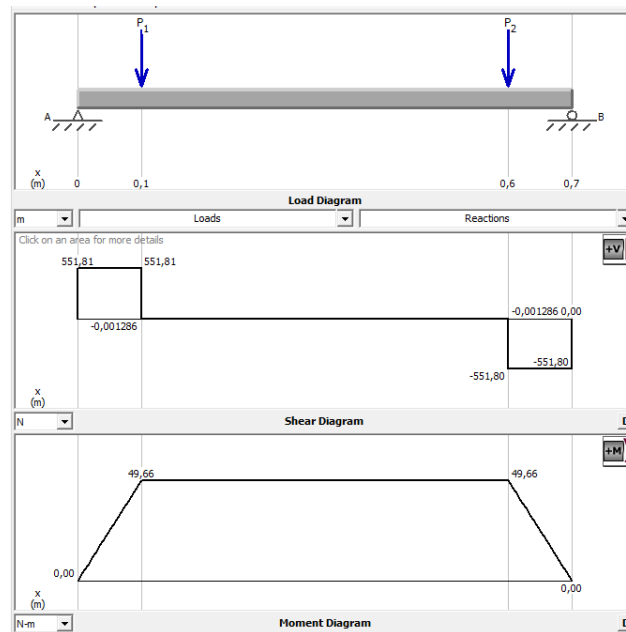 P1 P2
A B
x
(m) 0 0,1 0,6 0,7
Load Diagram
m Loads Reactions
Click on an area for more details
+V
551,81 551,81
-0,001286 0,00
-0,001286
-551,80
-551,80
x
(m)
N Shear Diagram
+M
49,66 49,66
0,00
0,00
x
(m)
N-m Moment Diagram